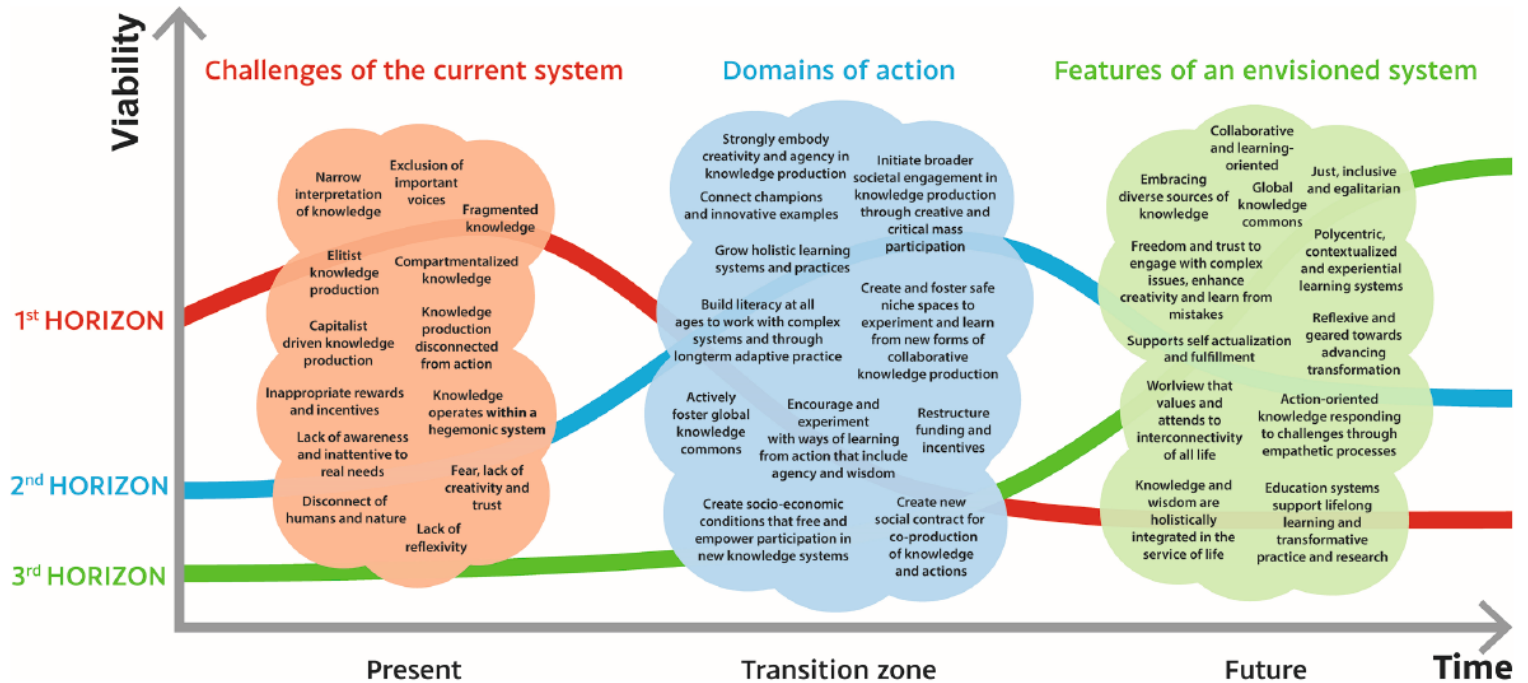 Viability
Challenges of the current system
Domains of action
Features of an envisioned system
1st HORIZON
2nd HORIZON
3rd HORIZON
Narrow
interpretation
of knowledge
Exclusion of
important
voices
Fragmented
knowledge
Elitist
knowledge
production
Compartmentalized
knowledge
Capitalist
driven knowledge
production
Knowledge
production
disconnected
from action
Inappropriate rewards
and incentives
Knowledge
operates within a
hegemonic system
Lack of awareness
and inattentive to
real needs
Fear, lack of
creativity and
trust
Disconnect of
humans and nature
Lack of
reflexivity
Strongly embody
creativity and agency in
knowledge production
Initiate broader
societal engagement in
knowledge production
through creative and
critical mass
participation
Connect champions
and innovative examples
Grow holistic learning
systems and practices
Build literacy at all
ages to work with complex
systems and through
longterm adaptive practice
Create and foster safe
niche spaces to
experiment and learn
from new forms of
collaborative
knowledge production
Actively
foster global
knowledge
commons
Encourage and
experiment
with ways of learning
from action that include
agency and wisdom
Restructure
funding and
incentives
Create socio-economic
conditions that free and
empower participation in
new knowledge systems
Create new
social contract for
co-production
of knowledge
and actions
Collaborative
and learning-
oriented
Embracing
diverse sources of
knowledge
Global
knowledge
commons
Just, inclusive
and egalitarian
Freedom and trust to
engage with complex
issues, enhance
creativity and learn from
mistakes
Polycentric,
contextualized
and experiential
learning systems
Supports self actualization
and fulfillment
Reflexive and
geared towards
advancing
transformation
Worlview that
values and
attends to
interconnectivity
of all life
Action-oriented
knowledge responding
to challenges through
empathetic processes
Knowledge and
wisdom are
holistically
integrated in the
service of life
Education systems
support lifelong
learning and
transformative
practice and research
Present
Transition zone
Future
Time